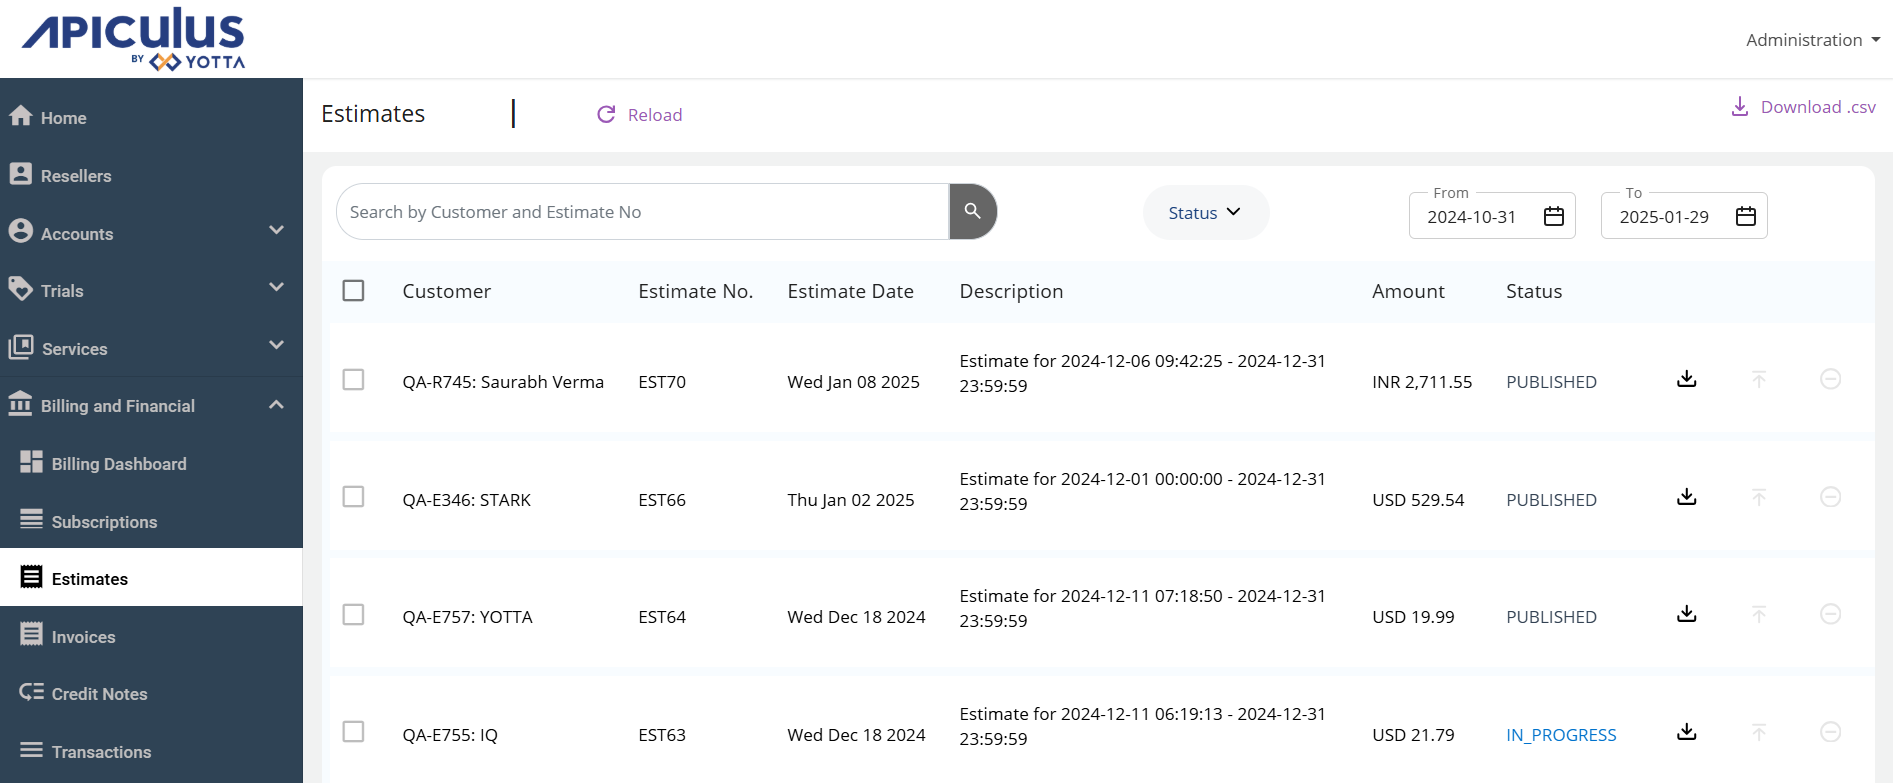 APICULUS
BY YOTTA
Administration
Home
Resellers
Accounts
Trials
Services
Billing and Financial
Billing Dashboard
Subscriptions
Estimates
Invoices
Credit Notes
Transactions
Estimates
Reload
Download .csv
Search by Customer and Estimate No
Status
From
2024-10-31
To
2025-01-29
Customer Estimate No. Estimate Date Description Amount Status
QA-R745: Saurabh Verma EST70 Wed Jan 08 2025 Estimate for 2024-12-06 09:42:25 - 2024-12-31
23:59:59 INR 2,711.55 PUBLISHED
QA-E346: STARK EST66 Thu Jan 02 2025 Estimate for 2024-12-01 00:00:00 - 2024-12-31
23:59:59 USD 529.54 PUBLISHED
QA-E757: YOTTA EST64 Wed Dec 18 2024 Estimate for 2024-12-11 07:18:50 - 2024-12-31
23:59:59 USD 19.99 PUBLISHED
QA-E755: IQ EST63 Wed Dec 18 2024 Estimate for 2024-12-11 06:19:13 - 2024-12-31
23:59:59 USD 21.79 IN_PROGRESS